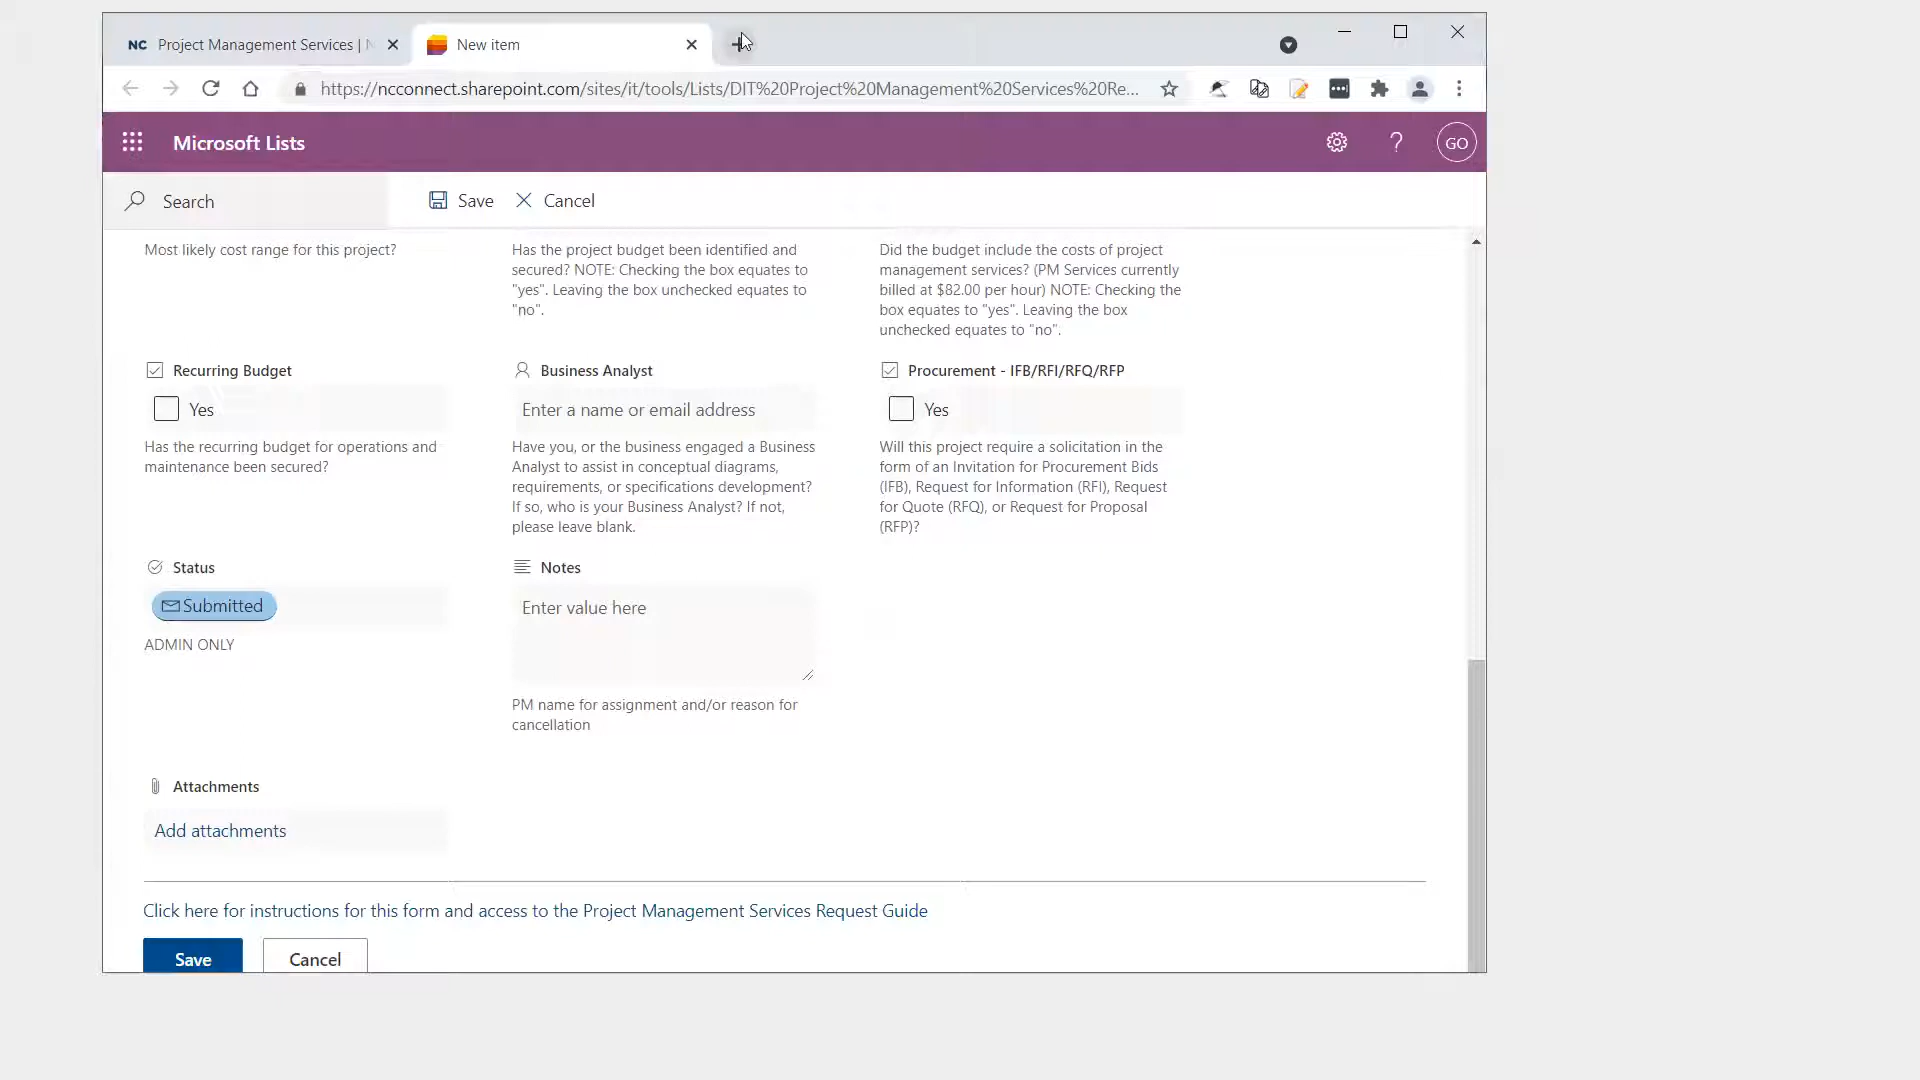 NC Project Management Services | N
New item
https://ncconnect.sharepoint.com/sites/it/tools/Lists/DIT%20Project%20Management%20Services%20Re...
Microsoft Lists
? GO
Search
Save
Cancel
Most likely cost range for this project?
Has the project budget been identified and
secured? NOTE: Checking the box equates to
"yes". Leaving the box unchecked equates to
"no".
Did the budget include the costs of project
management services? (PM Services currently
billed at $82.00 per hour) NOTE: Checking the
box equates to "yes". Leaving the box
unchecked equates to "no".
Recurring Budget
Yes
Has the recurring budget for operations and
maintenance been secured?
Business Analyst
Enter a name or email address
Have you, or the business engaged a Business
Analyst to assist in conceptual diagrams,
requirements, or specifications development?
If so, who is your Business Analyst? If not,
please leave blank.
Procurement - IFB/RFI/RFQ/RFP
Yes
Will this project require a solicitation in the
form of an Invitation for Procurement Bids
(IFB), Request for Information (RFI), Request
for Quote (RFQ), or Request for Proposal
(RFP)?
Status
Submitted
ADMIN ONLY
Notes
Enter value here
PM name for assignment and/or reason for
cancellation
Attachments
Add attachments
Click here for instructions for this form and access to the Project Management Services Request Guide
Save
Cancel